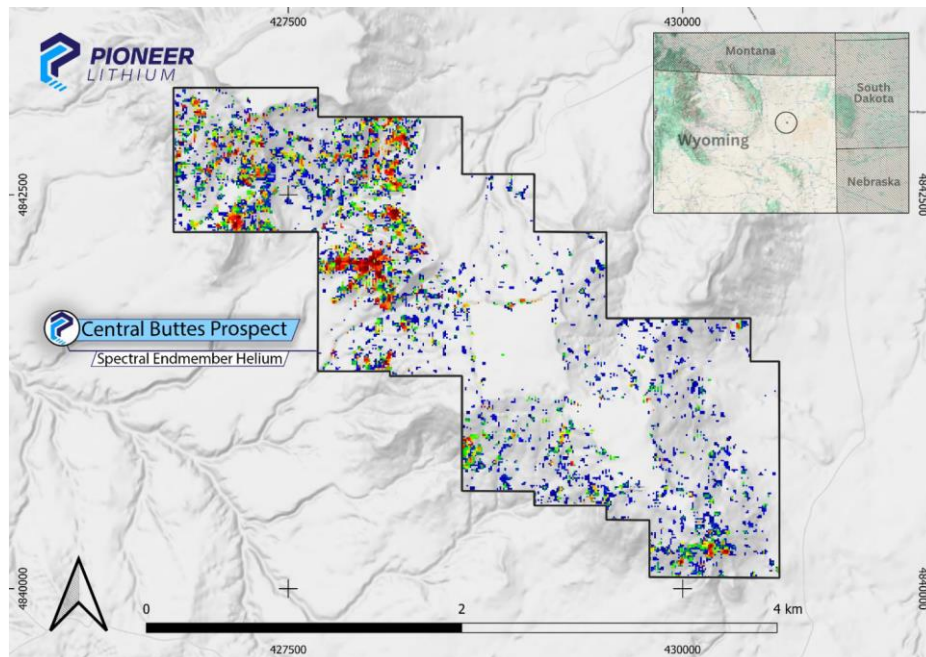 427500
430000
PIONEER
LITHIUM
Montana
South
Dakota
Wyoming
Nebraska
4842500
4842500
Central Buttes Prospect
Spectral Endmember Helium
4840000
4840000
0
2
4 km
427500
430000